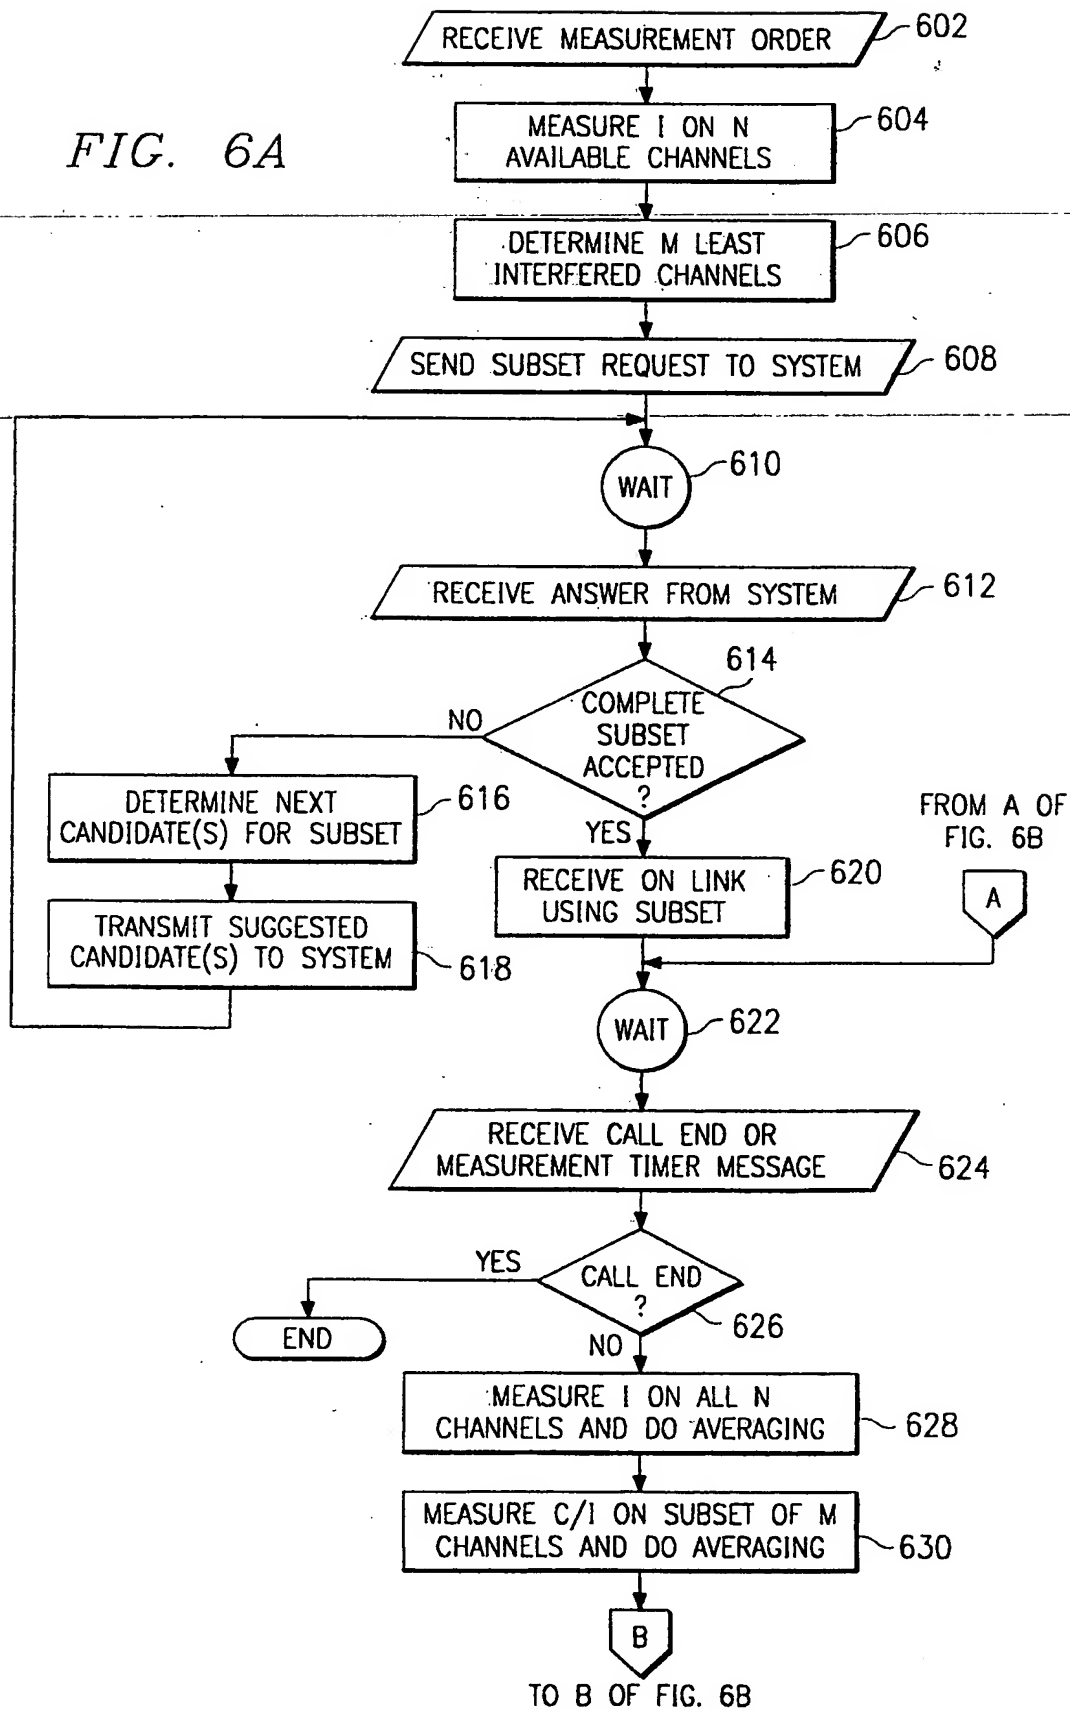 RECEIVE MEASUREMENT ORDER
602
MEASURE I ON N
AVAILABLE CHANNELS
604
FIG. 6A
DETERMINE M LEAST
INTERFERED CHANNELS
606
SEND SUBSET REQUEST TO SYSTEM
608
WAIT
610
RECEIVE ANSWER FROM SYSTEM
612
614
COMPLETE
SUBSET
ACCEPTED
?
NO
YES
DETERMINE NEXT
CANDIDATE(S) FOR SUBSET
616
TRANSMIT SUGGESTED
CANDIDATE(S) TO SYSTEM
618
RECEIVE ON LINK
USING SUBSET
620
FROM A OF
FIG. 6B
A
WAIT
622
RECEIVE CALL END OR
MEASUREMENT TIMER MESSAGE
624
CALL END
?
626
YES
END
NO
MEASURE I ON ALL N
CHANNELS AND DO AVERAGING
628
MEASURE C/I ON SUBSET OF M
CHANNELS AND DO AVERAGING
630
B
TO B OF FIG. 6B